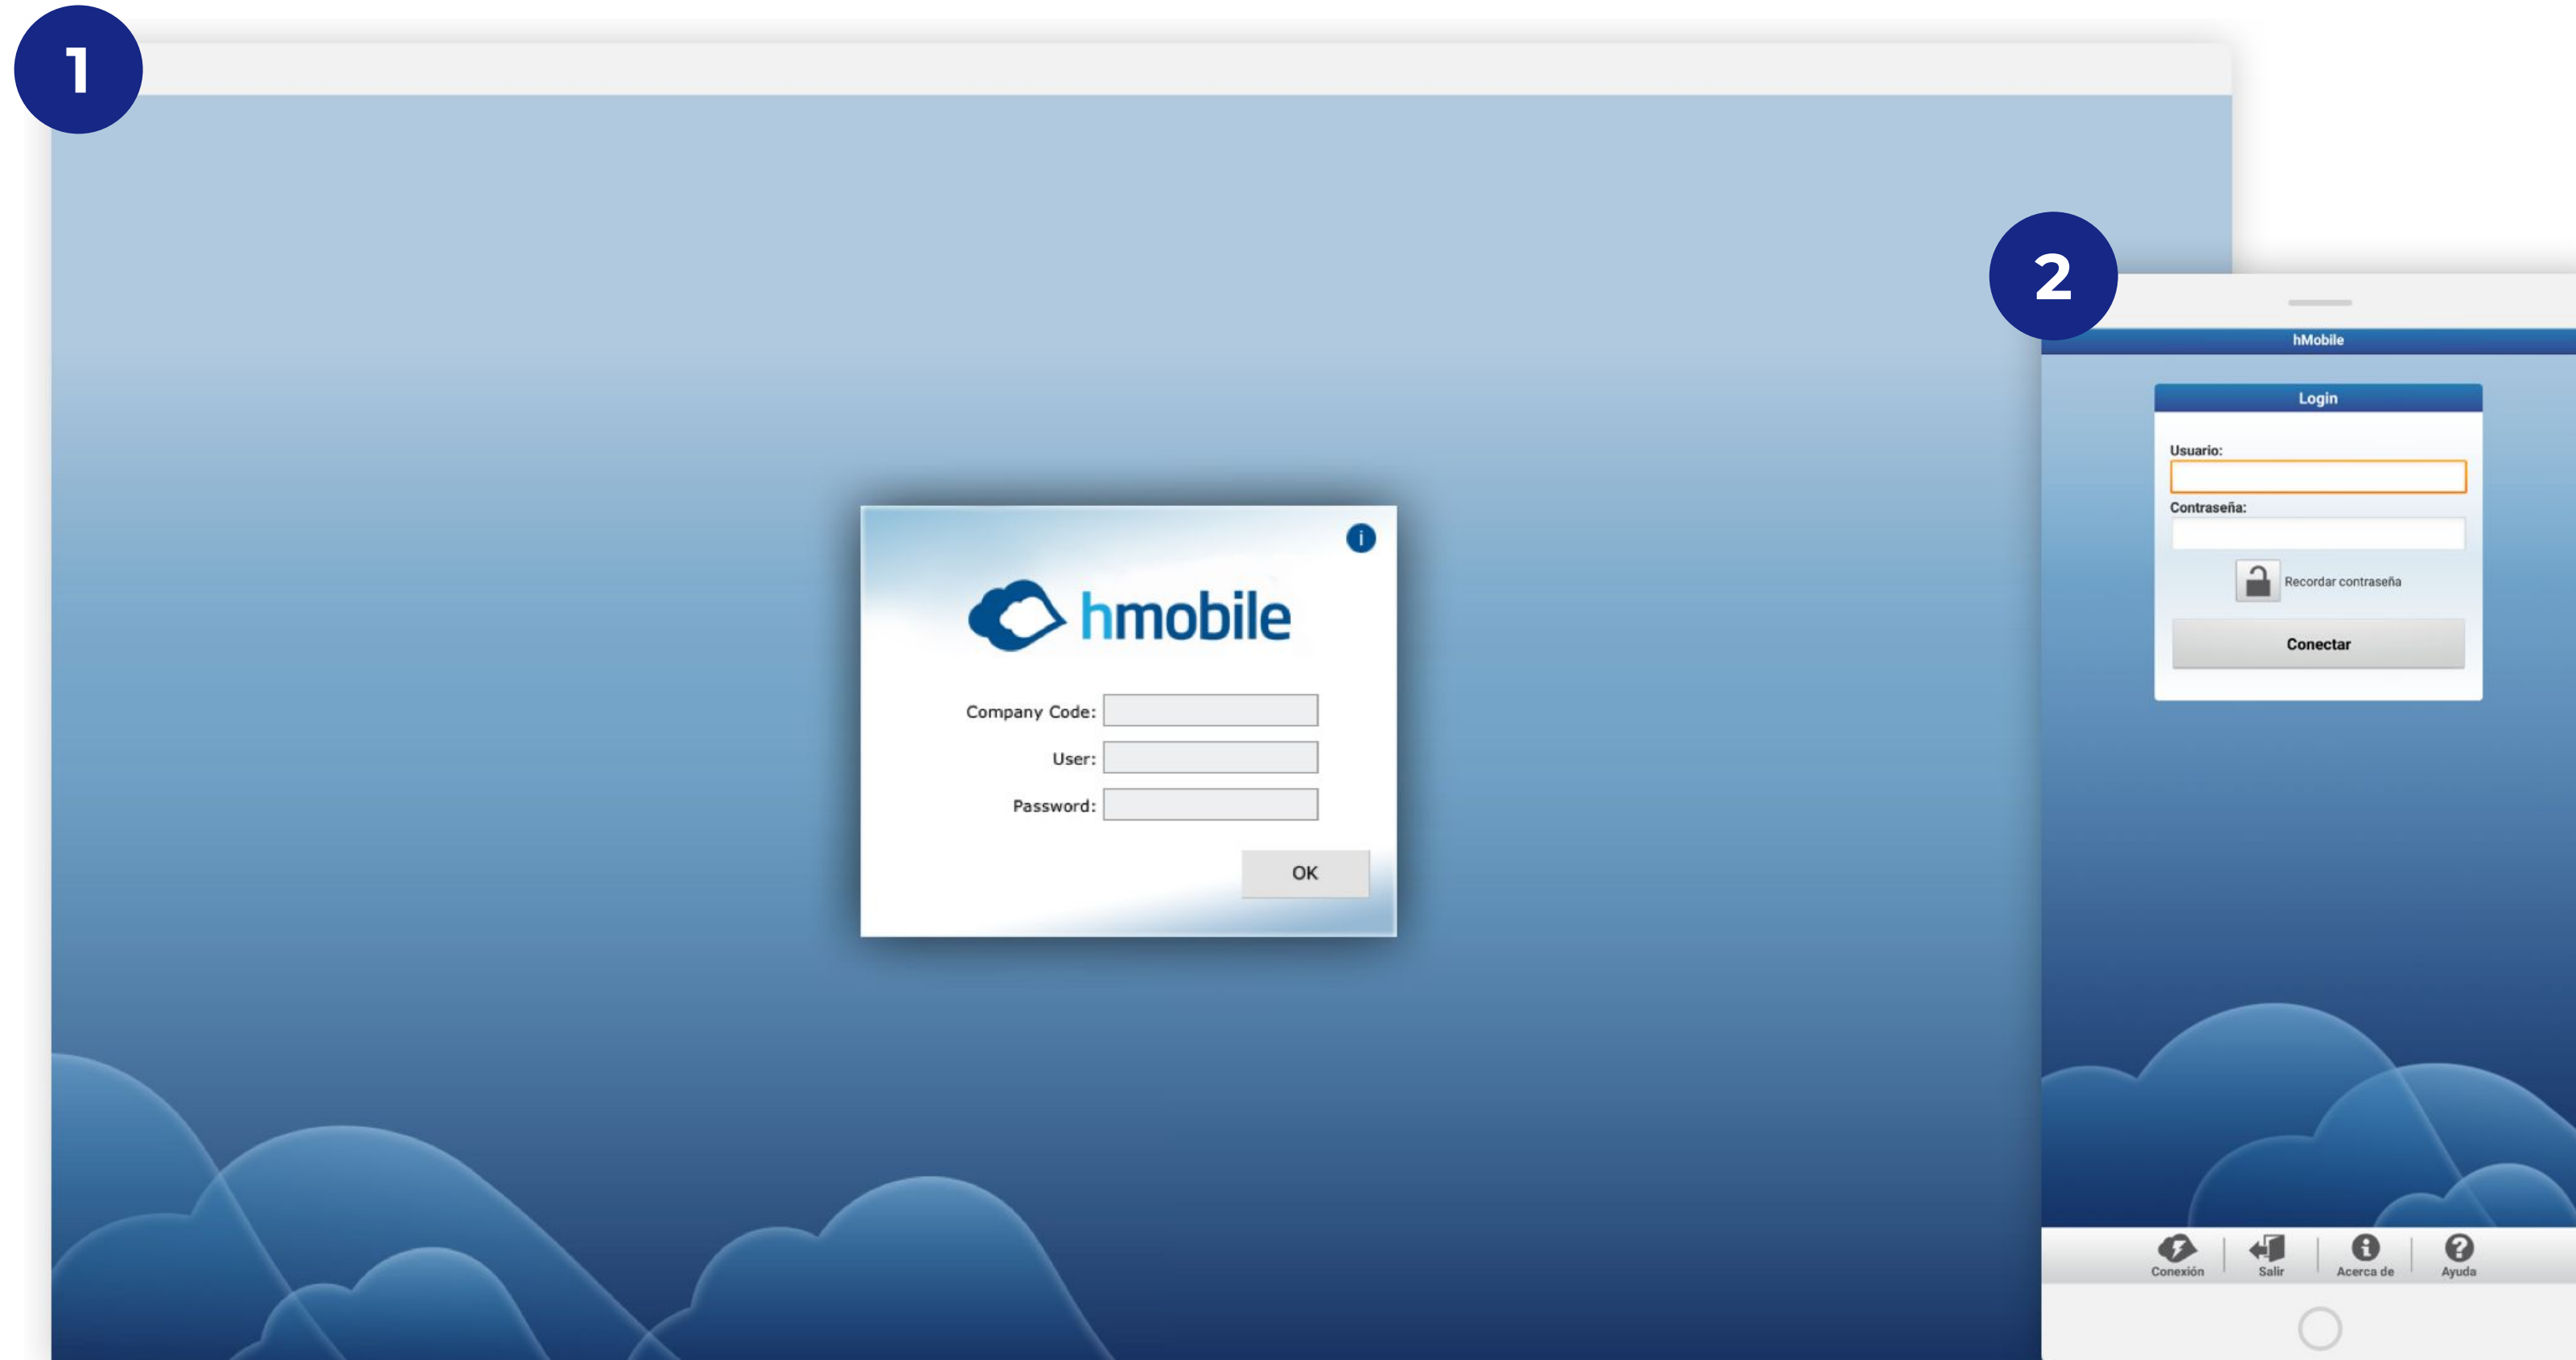 1
i
hmobile
Company Code:
User:
Password:
OK
2
hMobile
Login
Usuario:
Contraseña:
Recordar contraseña
Conectar
Conexión Salir Acerca de Ayuda